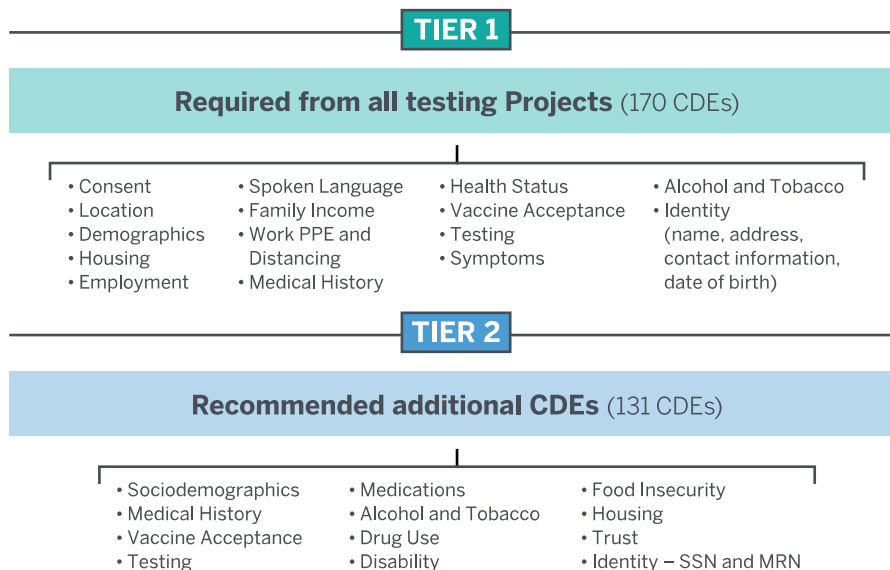 TIER 1
Required from all testing Projects (170 CDEs)
• Consent
• Location
• Demographics
• Housing
• Employment
• Spoken Language
• Family Income
• Work PPE and
Distancing
• Medical History
• Health Status
• Vaccine Acceptance
• Testing
• Symptoms
• Alcohol and Tobacco
• Identity
(name, address,
contact information,
date of birth)
TIER 2
Recommended additional CDEs (131 CDEs)
• Sociodemographics
• Medical History
• Vaccine Acceptance
• Testing
• Medications
• Alcohol and Tobacco
• Drug Use
• Disability
• Food Insecurity
• Housing
• Trust
• Identity – SSN and MRN